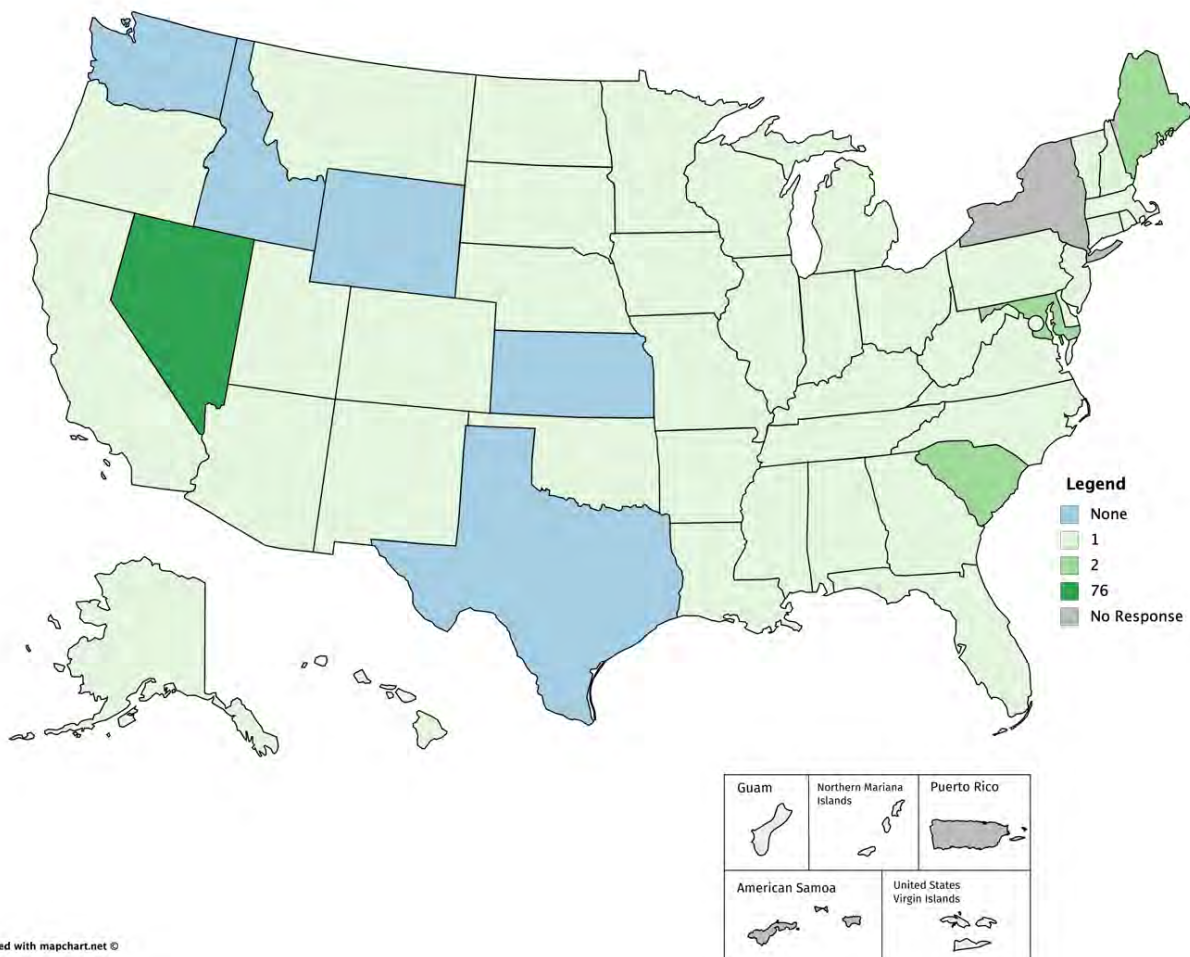 Legend
None
1
2
76
No Response
Guam
Northern Mariana
Islands
Puerto Rico
American Samoa
United States
Virgin Islands
ed with mapchart.net ©